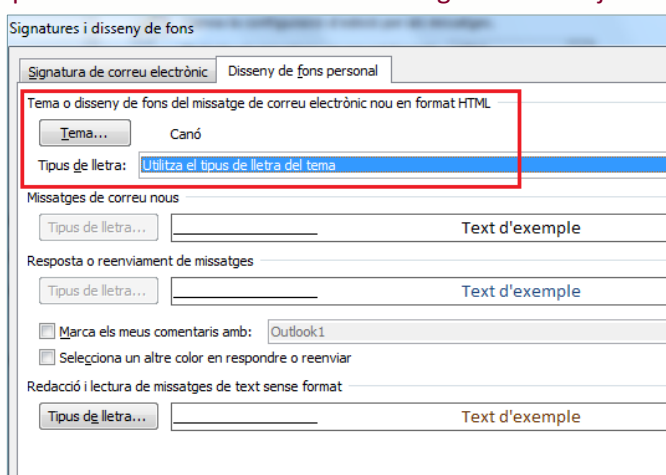 Signatures i disseny de fons
Signatura de correu electrònic Disseny de fons personal
Tema o disseny de fons del missatge de correu electrònic nou en format HTML
Tema... Canó
Tipus de lletra: Utilitza el tipus de lletra del tema
Missatges de correu nous
Tipus de lletra... Text d'exemple
Resposta o reenviament de missatges
Tipus de lletra... Text d'exemple
Marca els meus comentaris amb: Outlook1
Selecciona un altre color en respondre o reenviar
Redacció i lectura de missatges de text sense format
Tipus de lletra... Text d'exemple